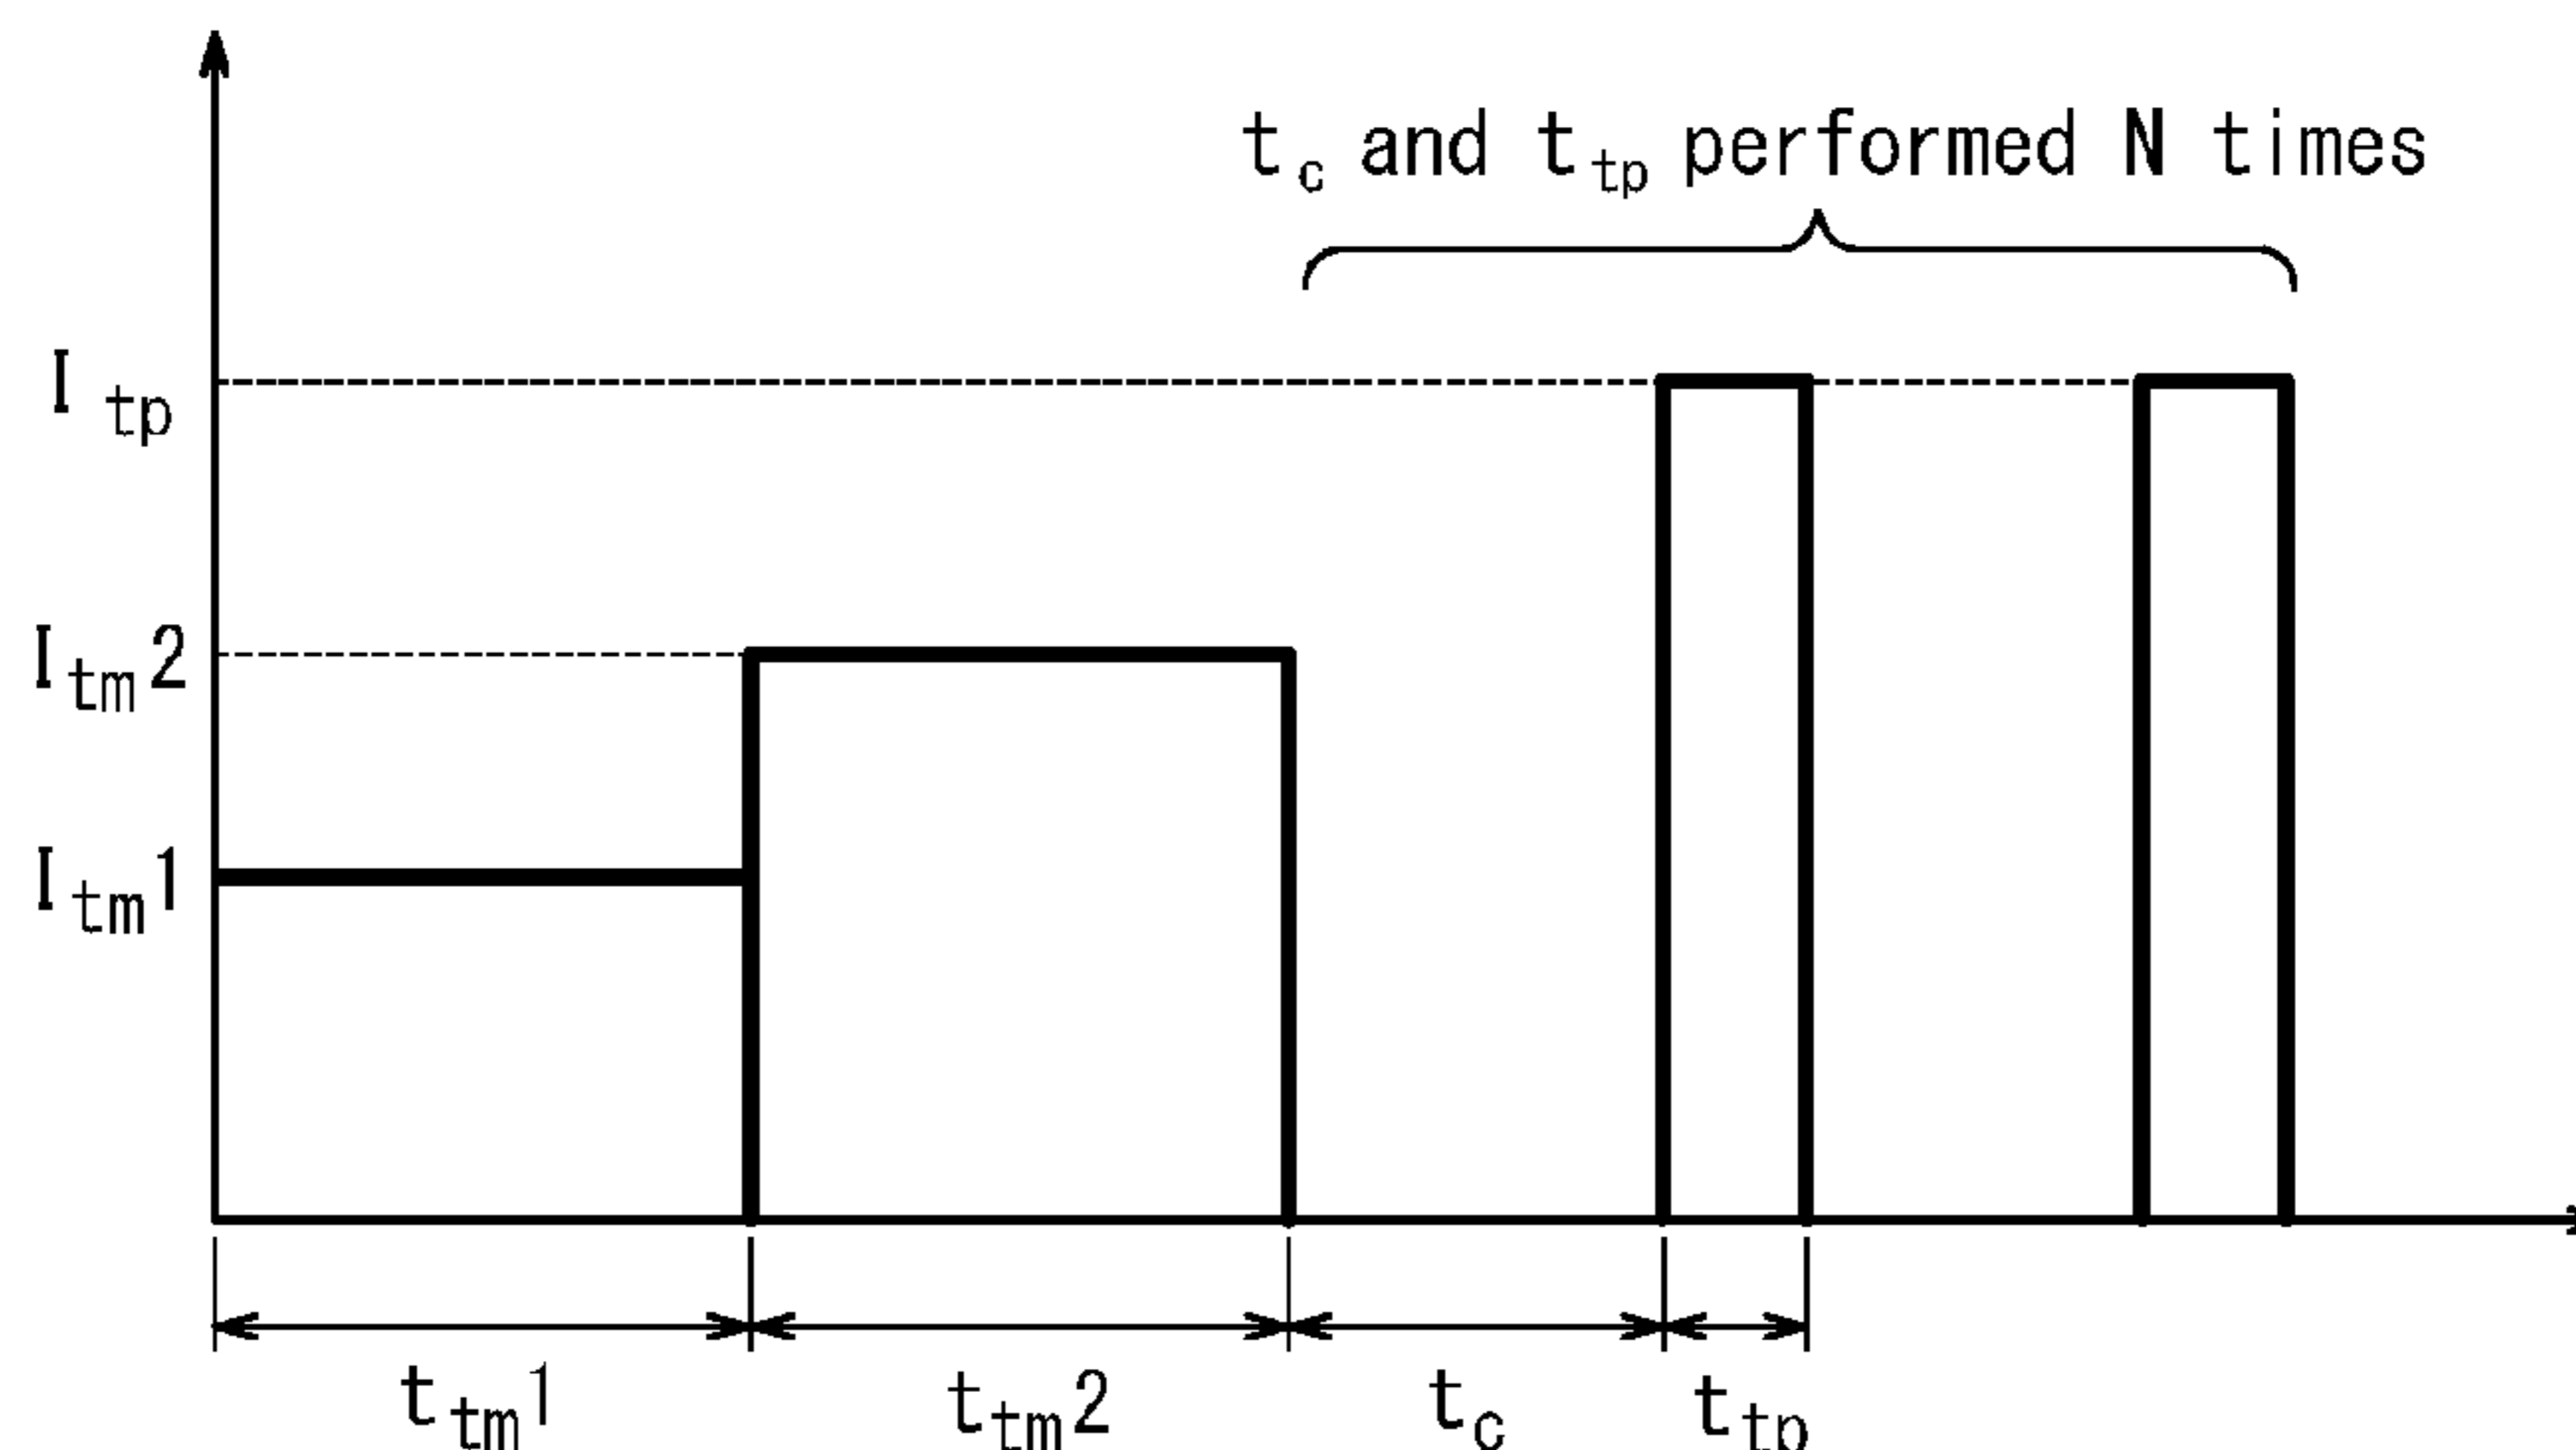 t_c and t_tp performed N times
I_tp
I_tm2
I_tm1
t_tm1
t_tm2
t_c
t_tp